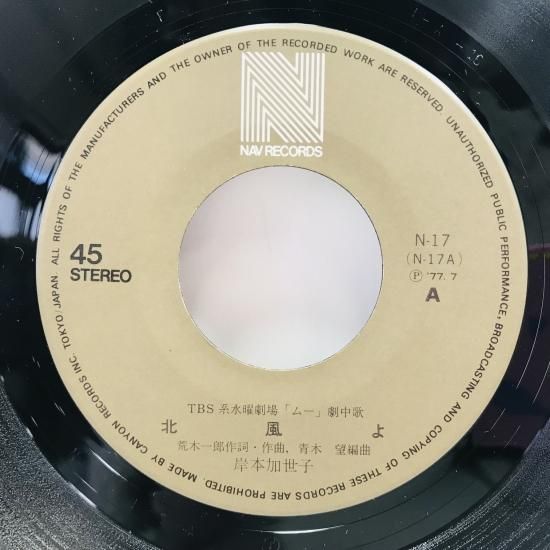 MADE BY CANYON RECORDS INC. TOKYO/JAPAN. ALL RIGHTS OF THE MANUFACTURERS AND THE OWNER OF THE RECORDED WORK ARE RESERVED. UNAUTHORIZED PUBLIC PERFORMANCE, BROADCASTING AND COPYING OF THESE RECORDS ARE PROHIBITED.
N
NAV RECORDS
45
STEREO
N-17
(N-17A)
Ⓟ '77. 7
A
TBS系水曜劇場「ムー」劇中歌
北風よ
荒木一郎作詞・作曲, 青木 望編曲
岸本加世子